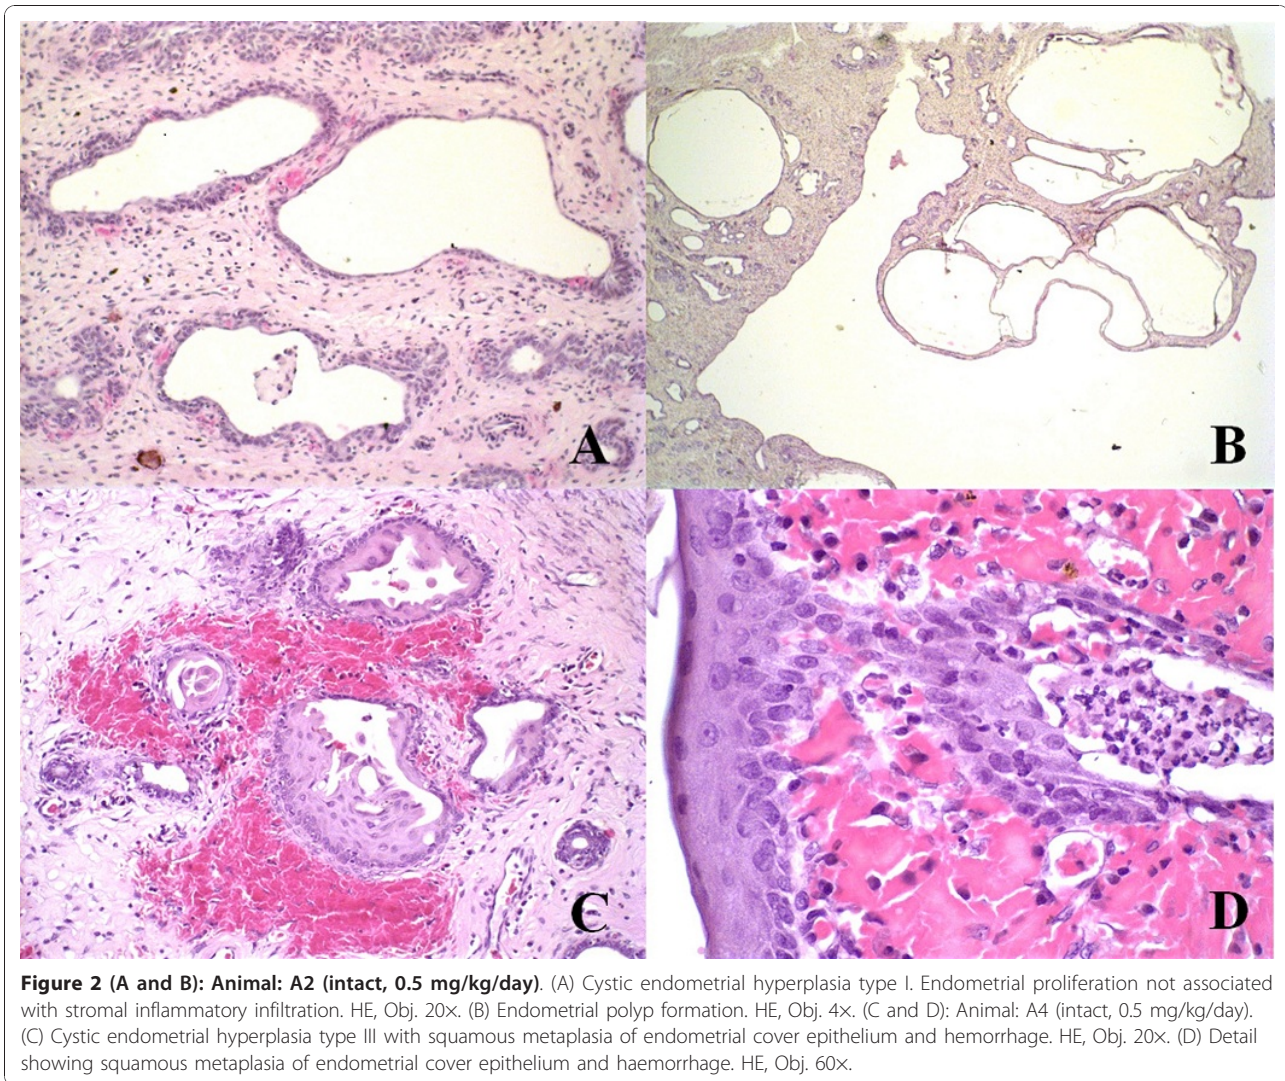 A
B
C
D
Figure 2 (A and B): Animal: A2 (intact, 0.5 mg/kg/day). (A) Cystic endometrial hyperplasia type I. Endometrial proliferation not associated
with stromal inflammatory infiltration. HE, Obj. 20×. (B) Endometrial polyp formation. HE, Obj. 4×. (C and D): Animal: A4 (intact, 0.5 mg/kg/day).
(C) Cystic endometrial hyperplasia type III with squamous metaplasia of endometrial cover epithelium and hemorrhage. HE, Obj. 20×. (D) Detail
showing squamous metaplasia of endometrial cover epithelium and haemorrhage. HE, Obj. 60×.